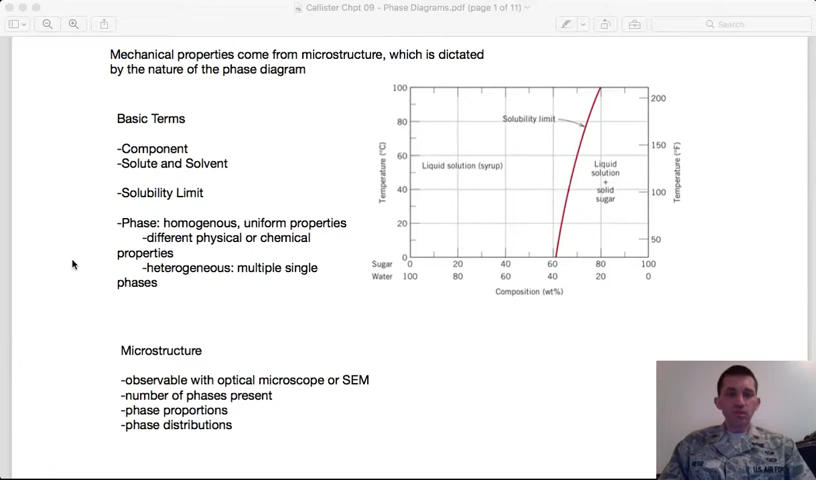 Callister Chpt 09 - Phase Diagrams.pdf (page 1 of 11)
Search
Mechanical properties come from microstructure, which is dictated
by the nature of the phase diagram
Basic Terms
-Component
-Solute and Solvent
-Solubility Limit
-Phase: homogenous, uniform properties
-different physical or chemical
properties
-heterogeneous: multiple single
phases
Microstructure
-observable with optical microscope or SEM
-number of phases present
-phase proportions
-phase distributions
100
80
60
40
20
0
Temperature (°C)
Solubility limit
Liquid solution (syrup)
Liquid
solution
+
solid
sugar
200
150
100
50
Temperature (°F)
Sugar 0 20 40 60 80 100
Water 100 80 60 40 20 0
Composition (wt%)
U.S. AIR FORCE